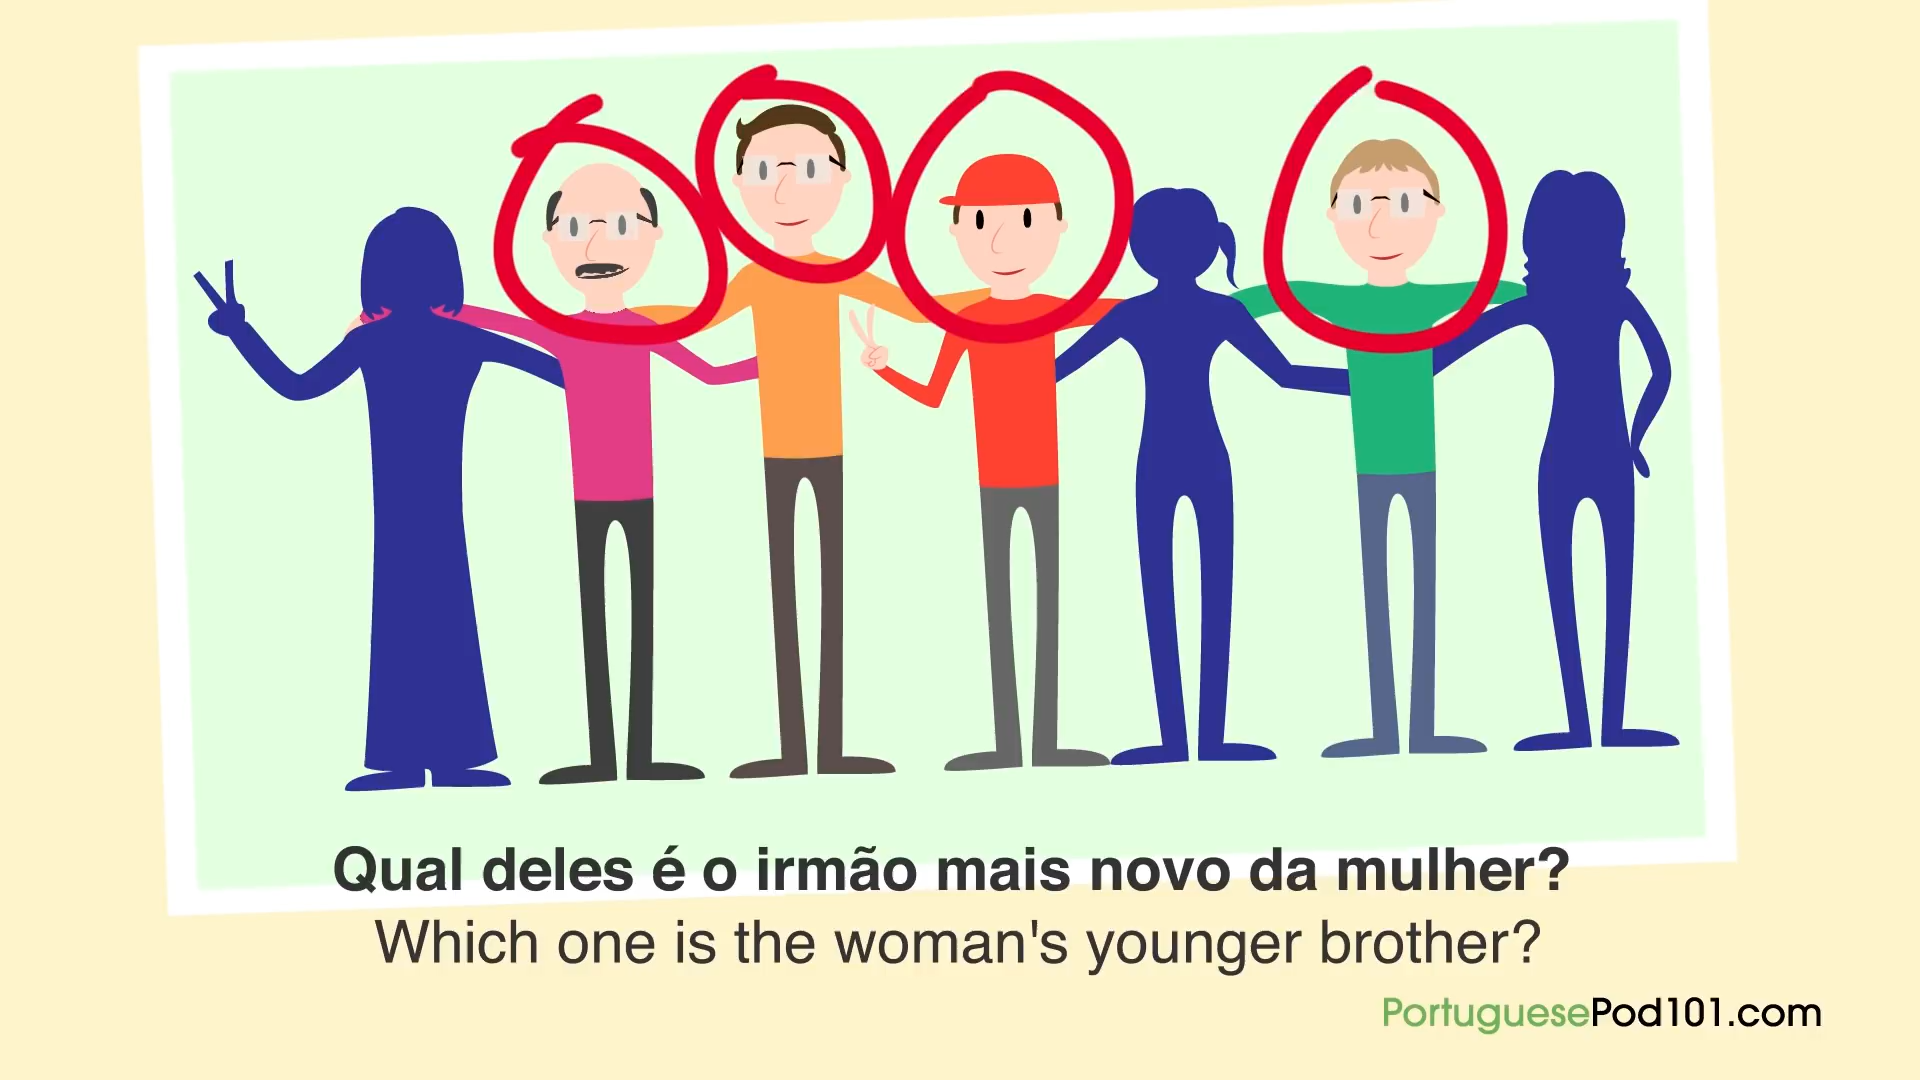 Qual deles é o irmão mais novo da mulher?
Which one is the woman's younger brother?
PortuguesePod101.com